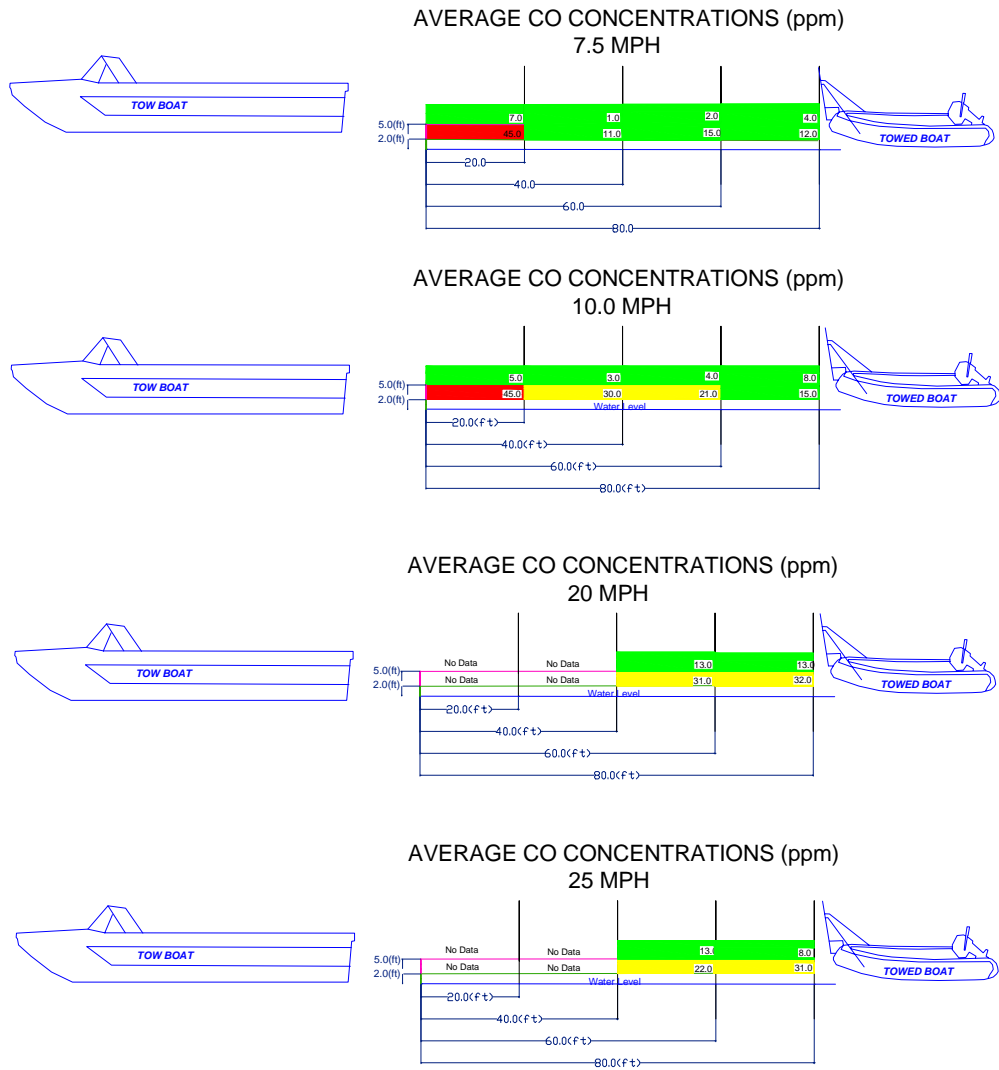 AVERAGE CO CONCENTRATIONS (ppm)
7.5 MPH
TOW BOAT
TOWED BOAT
7.0 1.0 2.0 4.0
5.0(ft)
45.0 11.0 15.0 12.0
2.0(ft)
20.0
40.0
60.0
80.0
AVERAGE CO CONCENTRATIONS (ppm)
10.0 MPH
TOW BOAT
TOWED BOAT
5.0 3.0 4.0 8.0
5.0(ft)
45.0 30.0 21.0 15.0
2.0(ft)
Water Level
20.0(ft)
40.0(ft)
60.0(ft)
80.0(ft)
AVERAGE CO CONCENTRATIONS (ppm)
20 MPH
TOW BOAT
TOWED BOAT
No Data No Data 13.0 13.0
5.0(ft)
No Data No Data 31.0 32.0
2.0(ft)
Water Level
20.0(ft)
40.0(ft)
60.0(ft)
80.0(ft)
AVERAGE CO CONCENTRATIONS (ppm)
25 MPH
TOW BOAT
TOWED BOAT
No Data No Data 13.0 8.0
5.0(ft)
No Data No Data 22.0 31.0
2.0(ft)
Water Level
20.0(ft)
40.0(ft)
60.0(ft)
80.0(ft)